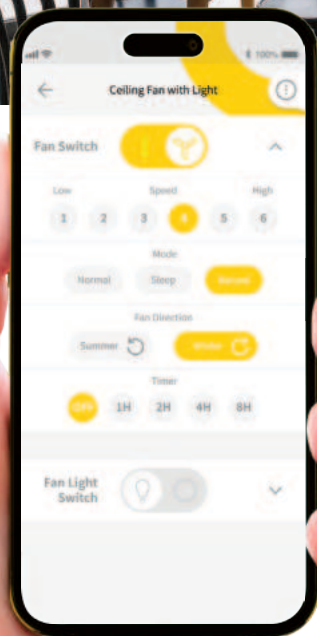 100%
Ceiling Fan with Light
Fan Switch
Low Speed High
1 2 3 4 5 6
Mode
Normal Sleep Natural
Fan Direction
Summer Winter
Timer
OFF 1H 2H 4H 8H
Fan Light
Switch